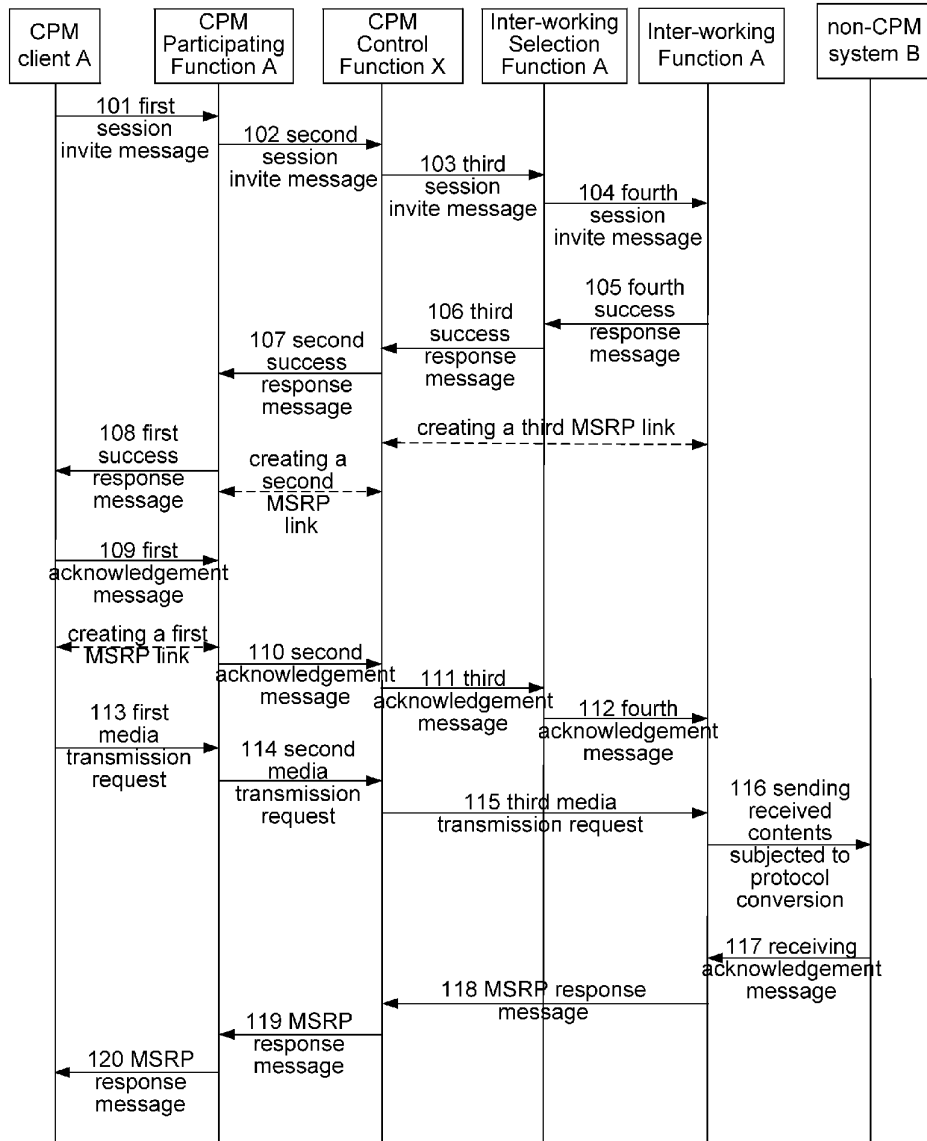 CPM
client A
CPM
Participating
Function A
CPM
Control
Function X
Inter-working
Selection
Function A
Inter-working
Function A
non-CPM
system B
101 first
session
invite message
102 second
session
invite message
103 third
session
invite message
104 fourth
session
invite message
105 fourth
success
response
message
106 third
success
response
message
107 second
success
response
message
creating a third MSRP link
108 first
success
response
message
creating a
second
MSRP
link
109 first
acknowledgement
message
creating a first
MSRP link
110 second
acknowledgement
message
111 third
acknowledgement
message
112 fourth
acknowledgement
message
113 first
media
transmission
request
114 second
media
transmission
request
115 third media
transmission request
116 sending
received
contents
subjected to
protocol
conversion
117 receiving
acknowledgement
message
118 MSRP response
message
119 MSRP
response
message
120 MSRP
response
message